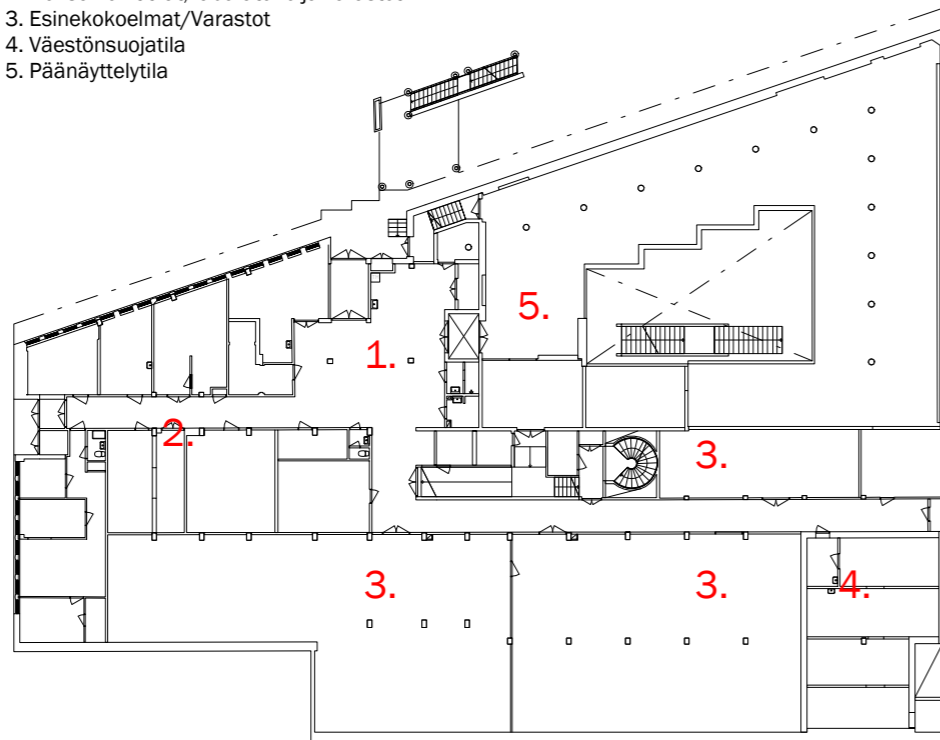 3. Esinekokoelmat/Varastot
4. Väestönsuojatila
5. Päänäyttelytila
5.
1.
2.
3.
3.
3.
4.